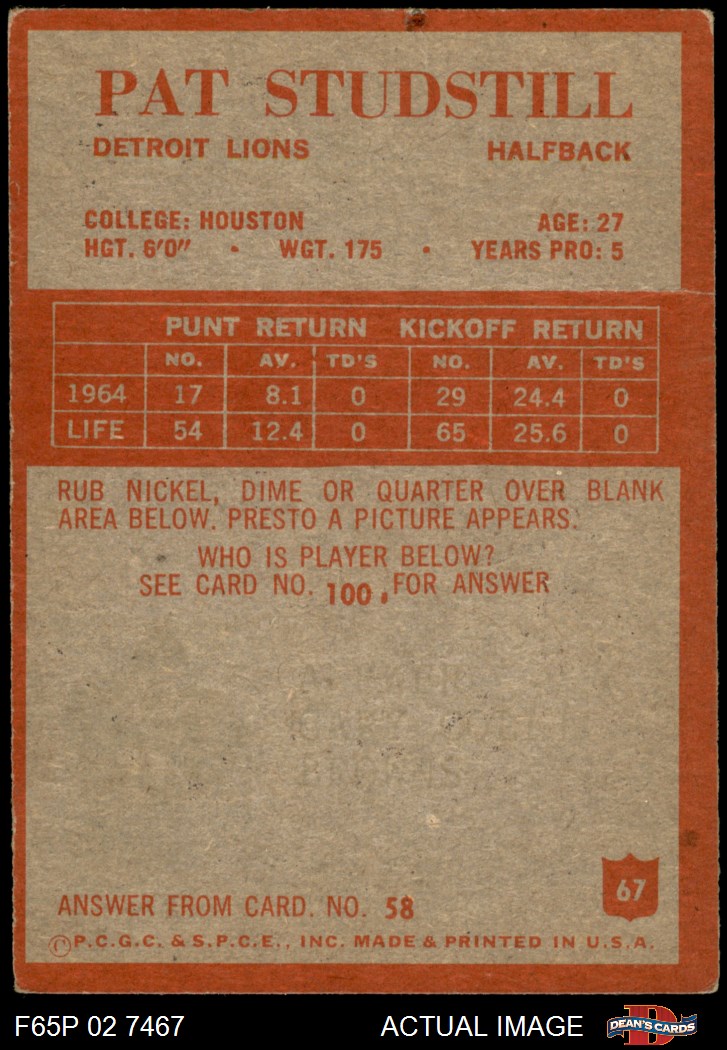 PAT STUDSTILL
DETROIT LIONS HALFBACK
COLLEGE: HOUSTON AGE: 27
HGT. 6'0" • WGT. 175 • YEARS PRO: 5
PUNT RETURN KICKOFF RETURN
NO. AV. TD'S NO. AV. TD'S
1964 17 8.1 0 29 24.4 0
LIFE 54 12.4 0 65 25.6 0
RUB NICKEL, DIME OR QUARTER OVER BLANK
AREA BELOW. PRESTO A PICTURE APPEARS.
WHO IS PLAYER BELOW?
SEE CARD NO. 100. FOR ANSWER
67
ANSWER FROM CARD. NO. 58
©P.C.G.C. & S.P.C.E., INC. MADE & PRINTED IN U.S.A.
F65P 02 7467 ACTUAL IMAGE
D
DEAN'S CARDS